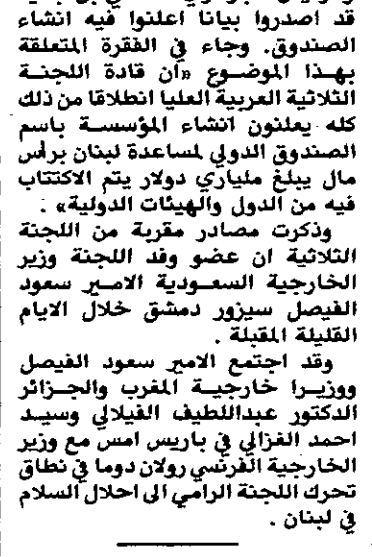 قد اصدروا بيانا اعلنوا فيه انشاء
الصندوق. وجاء في الفقرة المتعلقة
بهذا الموضوع «ان قادة اللجنة
الثلاثية العربية العليا انطلاقا من ذلك
كله يعلنون انشاء المؤسسة باسم
الصندوق الدولي لمساعدة لبنان برأس
مال يبلغ ملياري دولار يتم الاكتتاب
فيه من الدول والهيئات الدولية» .
وذكرت مصادر مقربة من اللجنة
الثلاثية ان عضو وفد اللجنة وزير
الخارجية السعودية الامير سعود
الفيصل سيزور دمشق خلال الايام
القليلة المقبلة .
وقد اجتمع الامير سعود الفيصل
ووزيرا خارجية المغرب والجزائر
الدكتور عبداللطيف الفيلالي وسيد
احمد الغزالي في باريس امس مع وزير
الخارجية الفرنسي رولان دوما في نطاق
تحرك اللجنة الرامي الى احلال السلام
في لبنان .